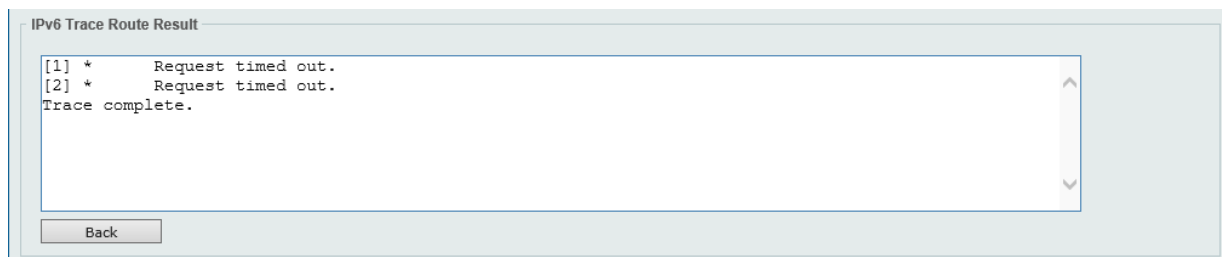 IPv6 Trace Route Result
[1] *      Request timed out.
[2] *      Request timed out.
Trace complete.
Back